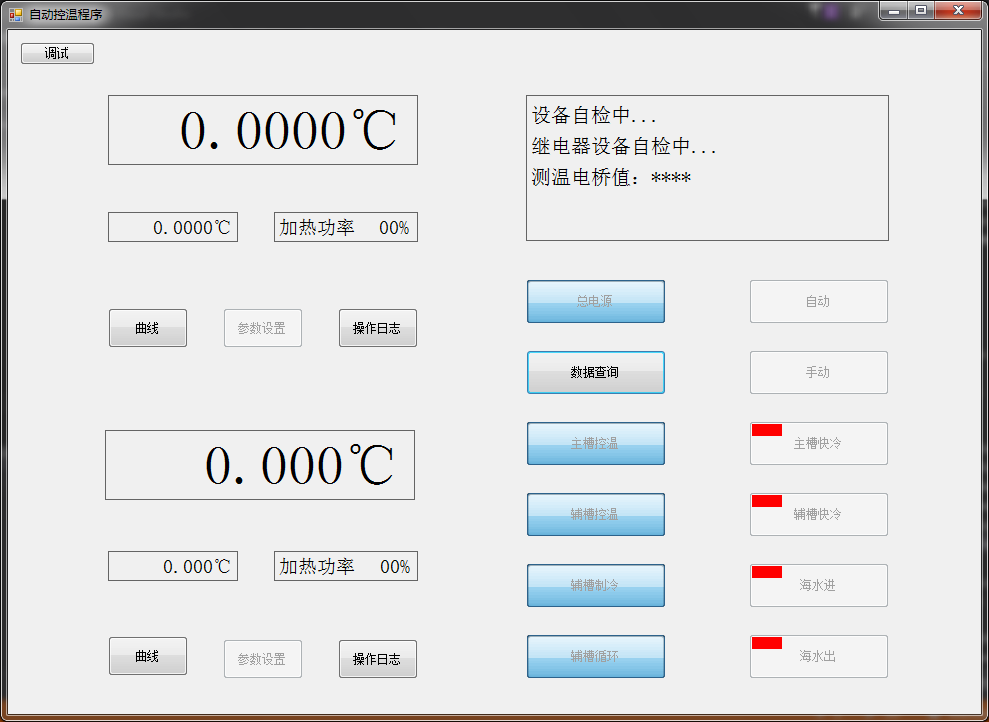 自动控温程序
调试
0.0000℃
0.0000℃
加热功率 00%
曲线
参数设置
操作日志
0.000℃
0.000℃
加热功率 00%
曲线
参数设置
操作日志
设备自检中...
继电器设备自检中...
测温电桥值：****
总电源
自动
数据查询
手动
主槽控温
主槽快冷
辅槽控温
辅槽快冷
辅槽制冷
海水进
辅槽循环
海水出